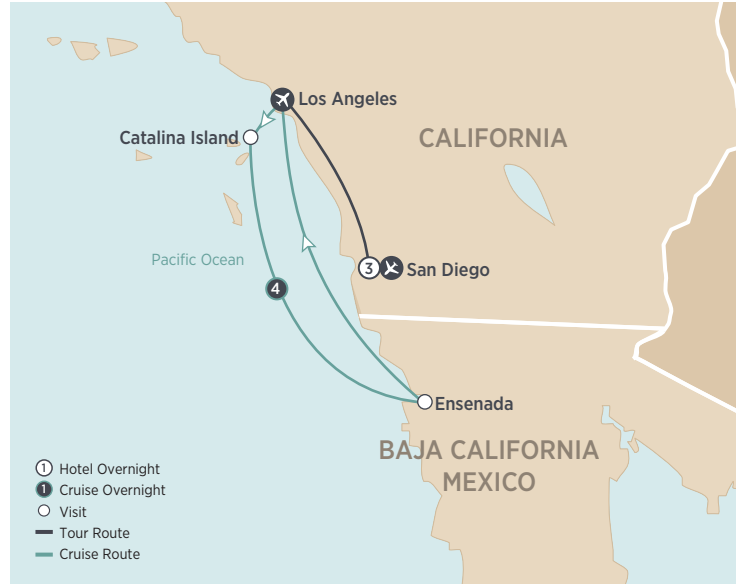 Los Angeles
Catalina Island
CALIFORNIA
Pacific Ocean
3
San Diego
4
Ensenada
BAJA CALIFORNIA
MEXICO
1 Hotel Overnight
1 Cruise Overnight
Visit
Tour Route
Cruise Route